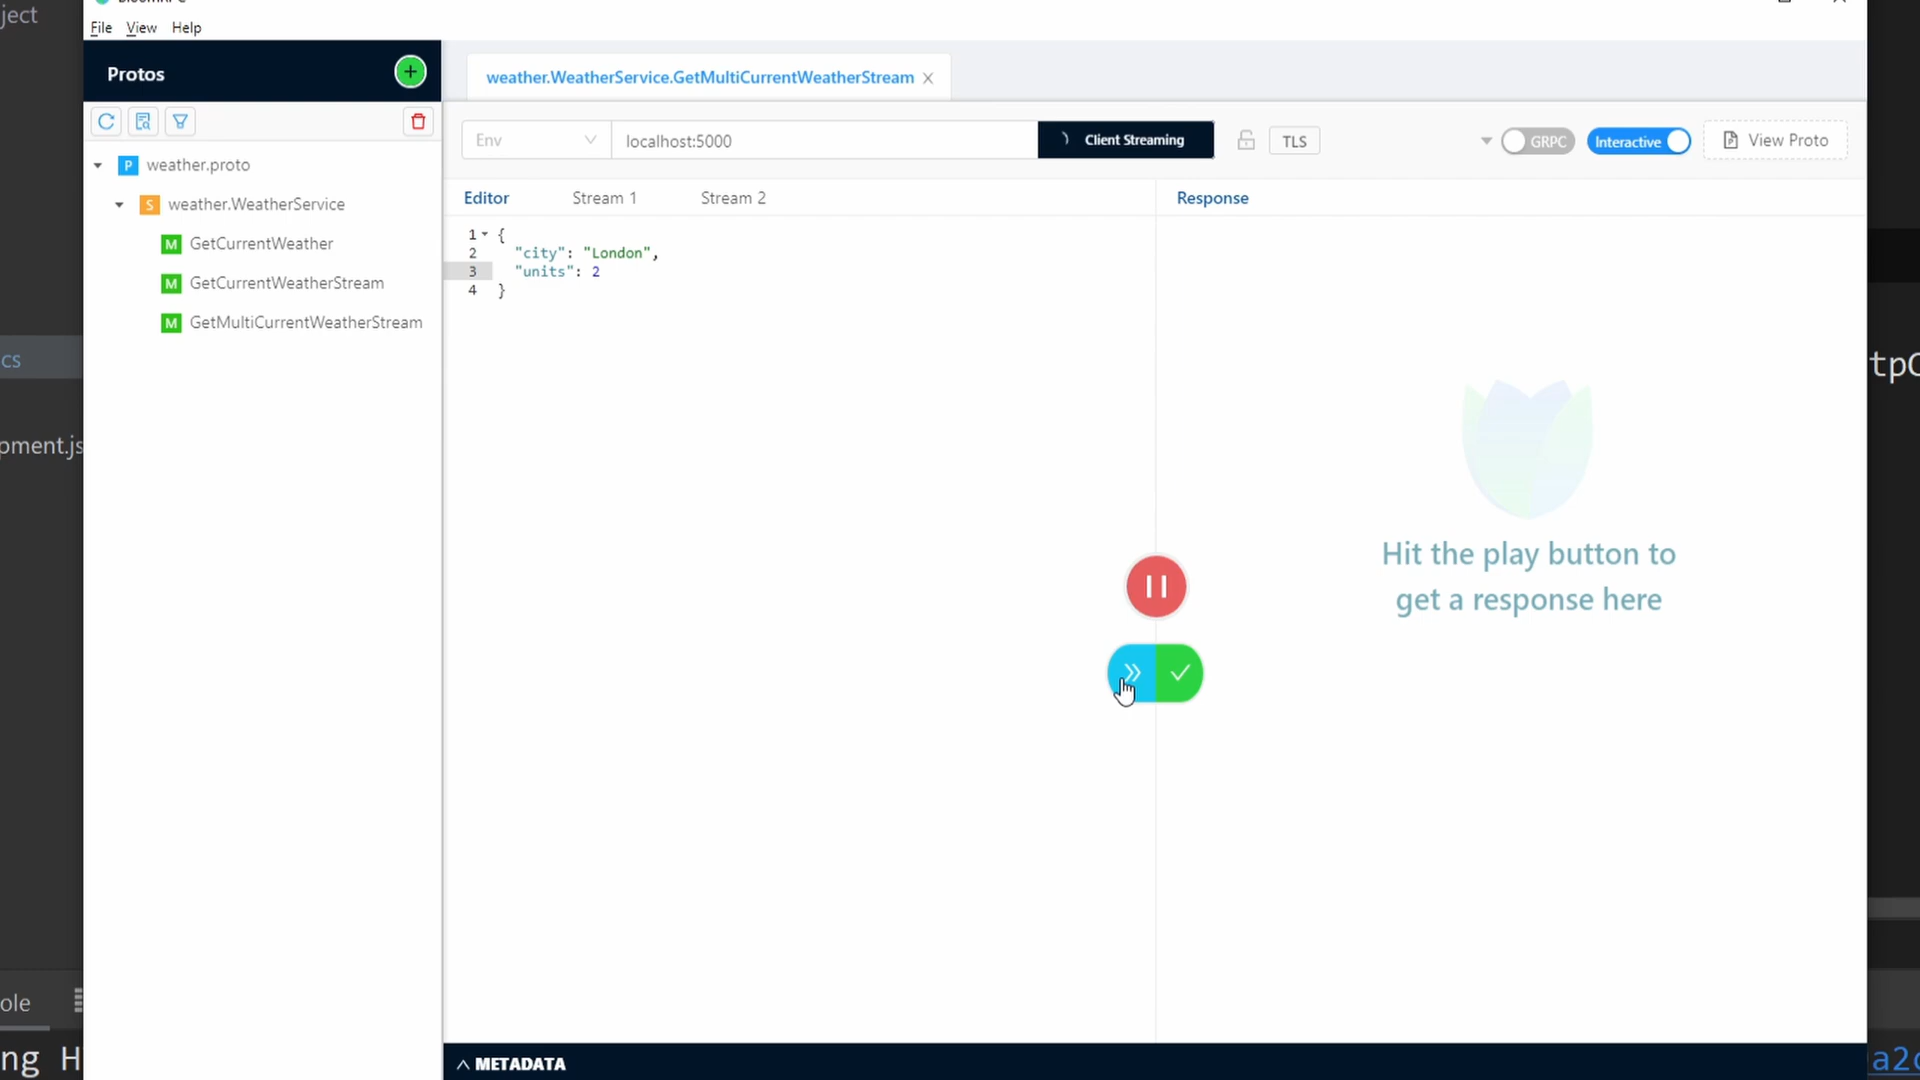 ject
File View Help
Protos
weather.WeatherService.GetMultiCurrentWeatherStream
Env
localhost:5000
Client Streaming
TLS
GRPC
Interactive
View Proto
weather.proto
weather.WeatherService
GetCurrentWeather
GetCurrentWeatherStream
GetMultiCurrentWeatherStream
Editor
Stream 1
Stream 2
Response
1 {
2 "city": "London",
3 "units": 2
4 }
Hit the play button to
get a response here
METADATA
cs
pment.js
ole
ng H
tpC
a2c